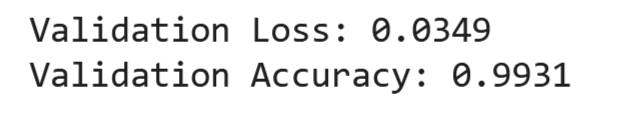 Validation Loss: 0.0349
Validation Accuracy: 0.9931